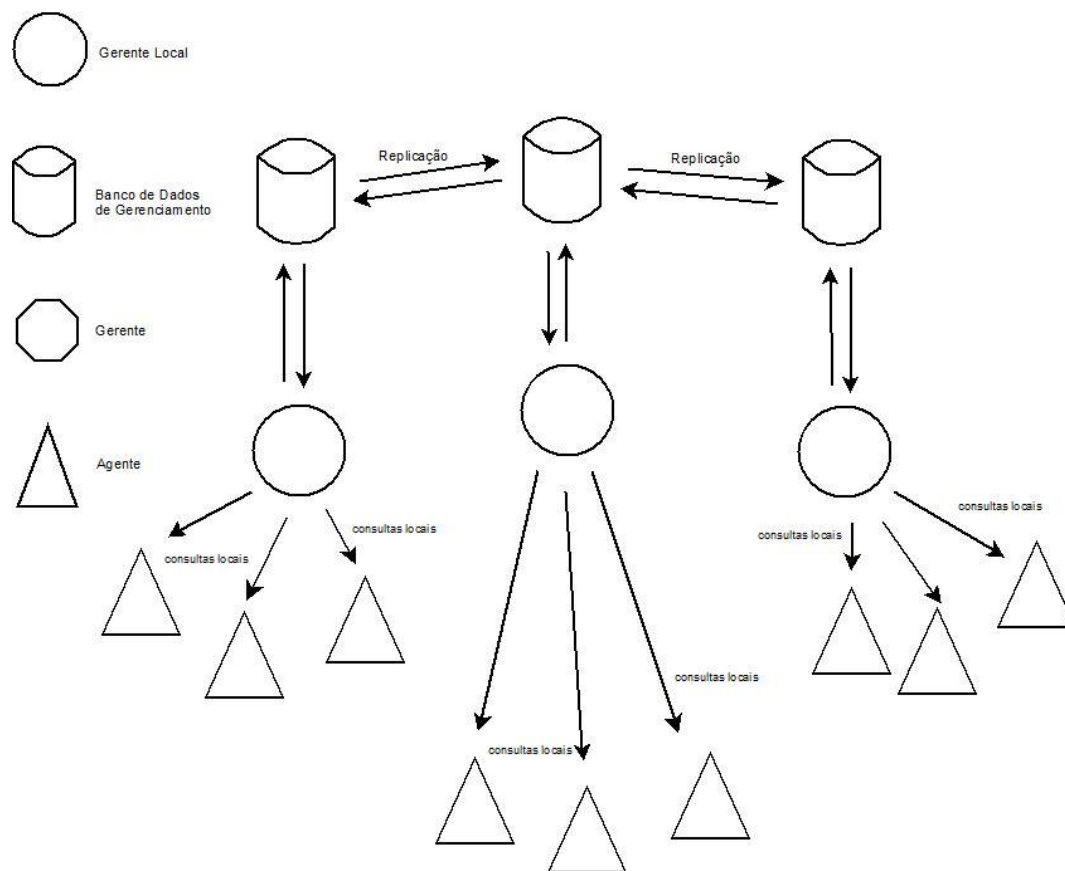 Gerente Local
Replicação
Replicação
Banco de Dados
de Gerenciamento
Gerente
Agente
consultas locais
consultas locais
consultas locais
consultas locais
consultas locais
consultas locais